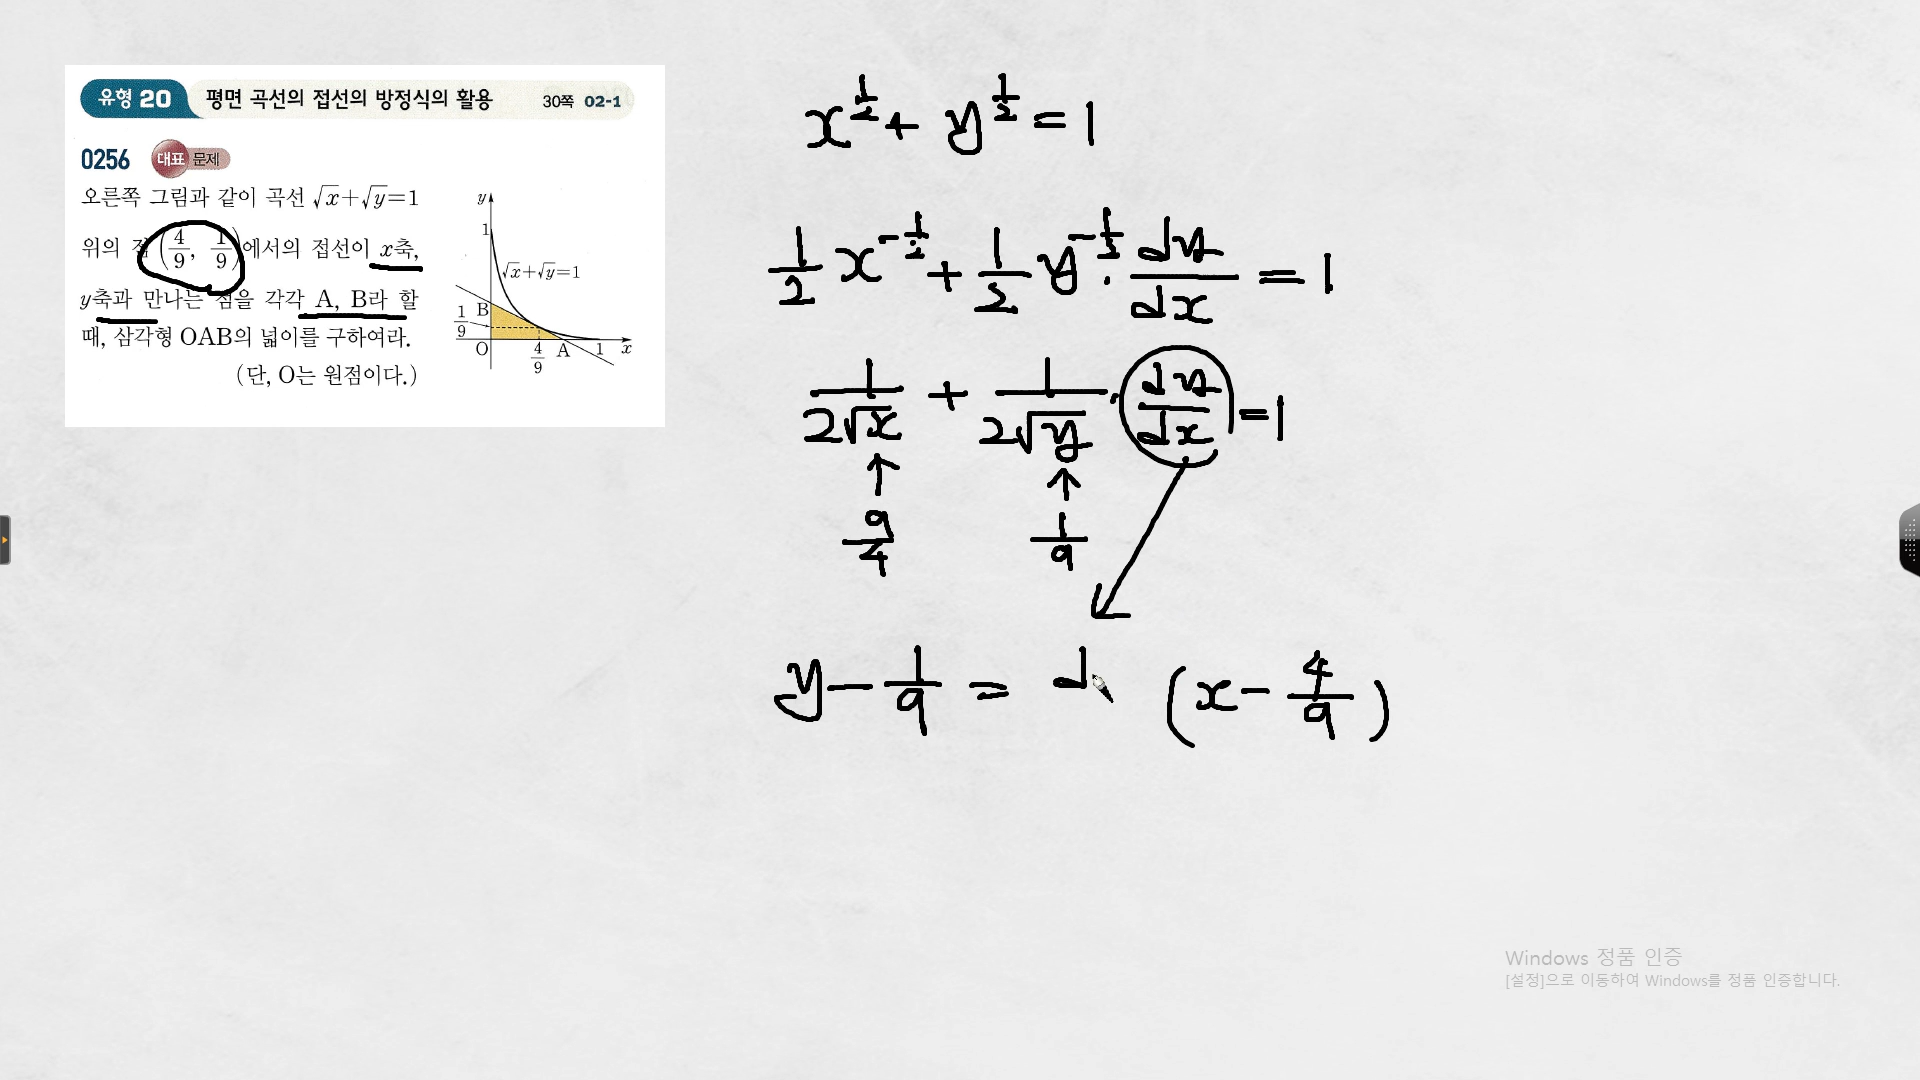 유형 20 평면 곡선의 접선의 방정식의 활용 30쪽 02-1
0256 대표 문제
오른쪽 그림과 같이 곡선 √x+√y=1
위의 점 (4/9, 1/9)에서의 접선이 x축,
y축과 만나는 점을 각각 A, B라 할
때, 삼각형 OAB의 넓이를 구하여라.
(단, O는 원점이다.)
y
1
√x+√y=1
B
1/9
O 4/9 A 1 x
x^(1/2) + y^(1/2) = 1
1/2 x^(-1/2) + 1/2 y^(-1/2) · dy/dx = 1
1/(2√x) + 1/(2√y) · dy/dx = 1
↑ ↑
9/4 1/9
y - 1/9 = d (x - 4/9)
Windows 정품 인증
[설정]으로 이동하여 Windows를 정품 인증합니다.